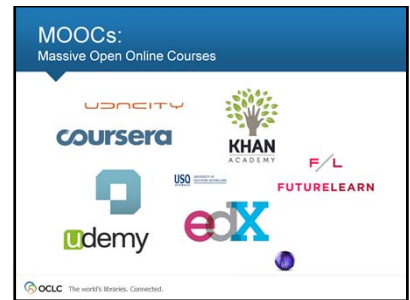 MOOCs:
Massive Open Online Courses
UDACITY
coursera
KHAN
ACADEMY
F/L
FUTURELEARN
USQ
udemy
edX
OCLC The world's libraries. Connected.